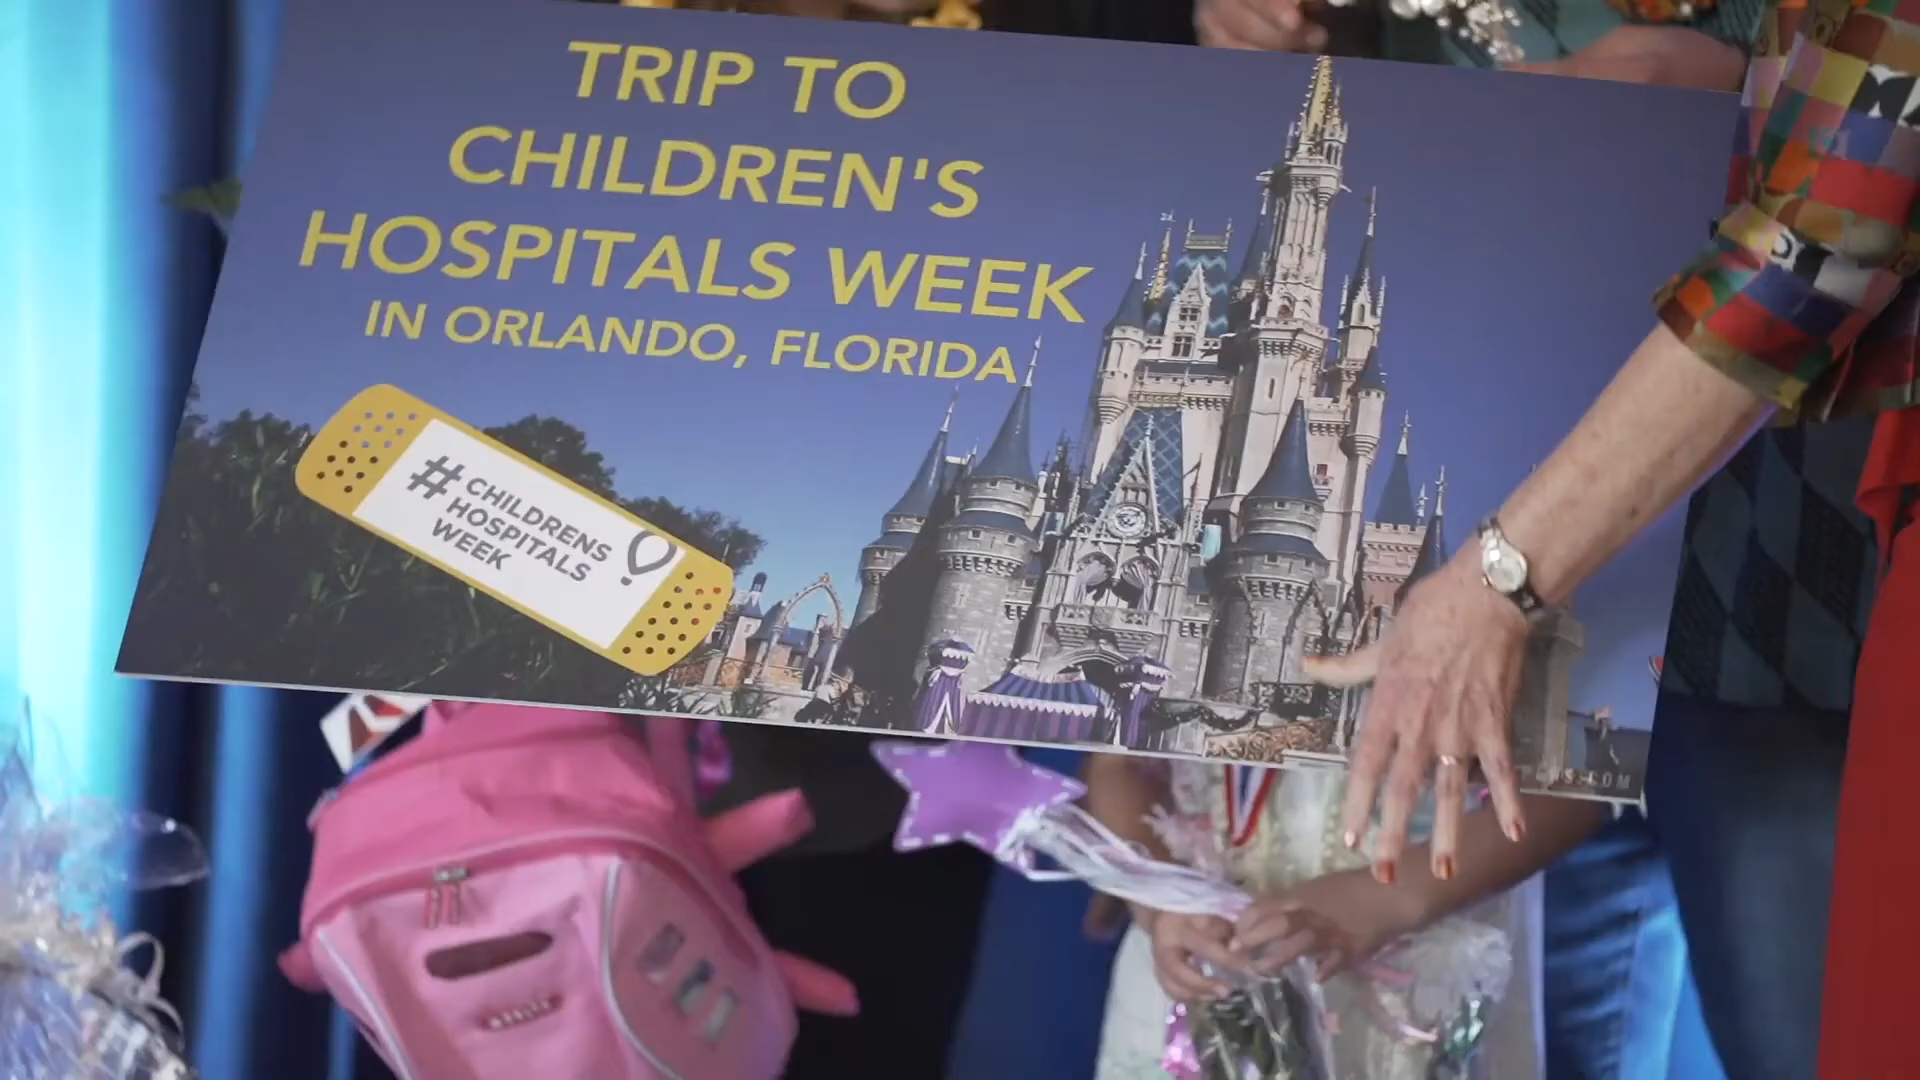 TRIP TO
CHILDREN'S
HOSPITALS WEEK
IN ORLANDO, FLORIDA
#CHILDRENS
HOSPITALS
WEEK